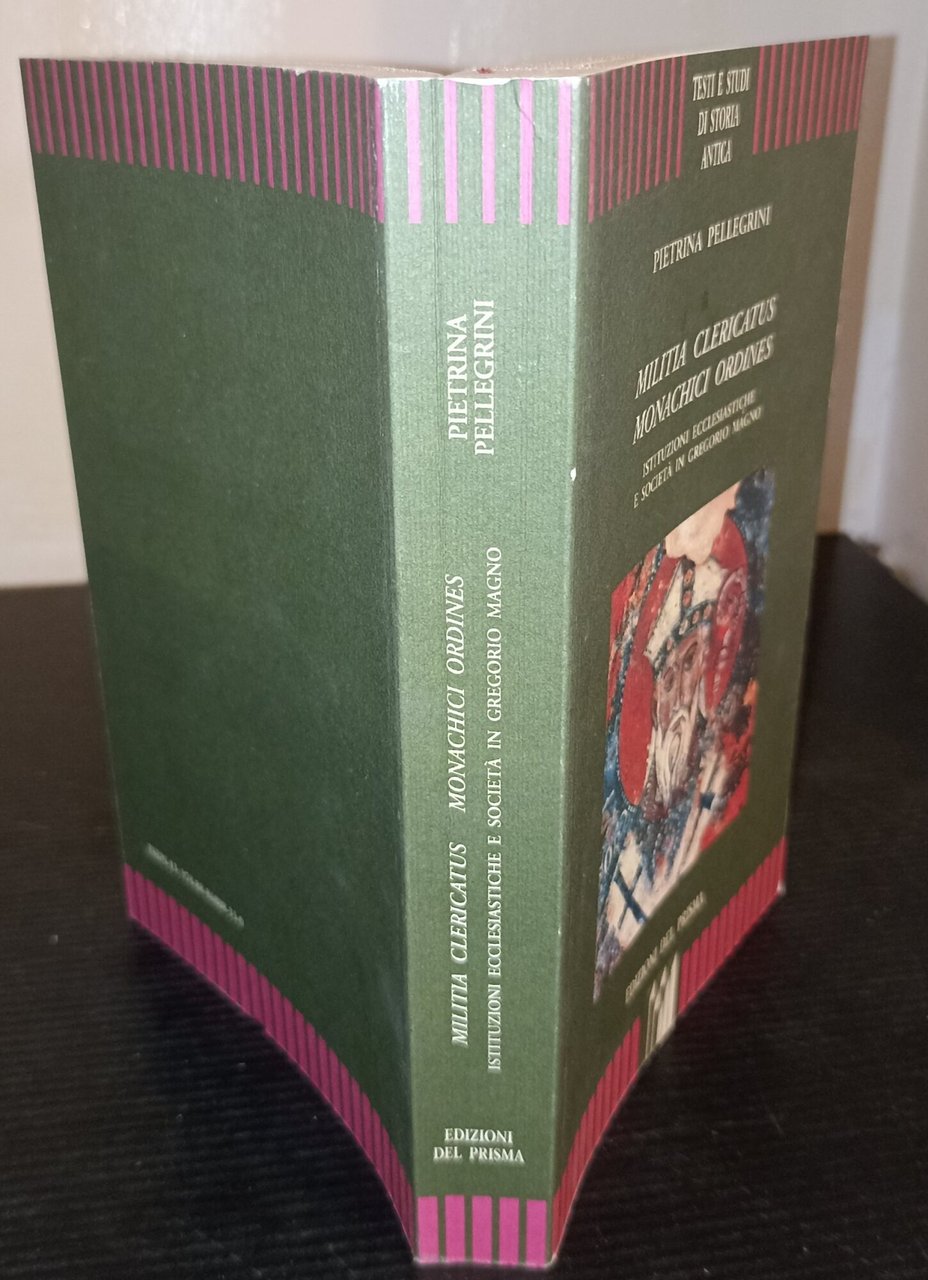 TESTI E STUDI
DI STORIA
ANTICA
PIETRINA PELLEGRINI
MILITIA CLERICATUS
MONACHICI ORDINES
ISTITUZIONI ECCLESIASTICHE
E SOCIETÀ IN GREGORIO MAGNO
EDIZIONI DEL PRISMA
PIETRINA
PELLEGRINI
MILITIA CLERICATUS MONACHICI ORDINES
ISTITUZIONI ECCLESIASTICHE E SOCIETÀ IN GREGORIO MAGNO
EDIZIONI
DEL PRISMA